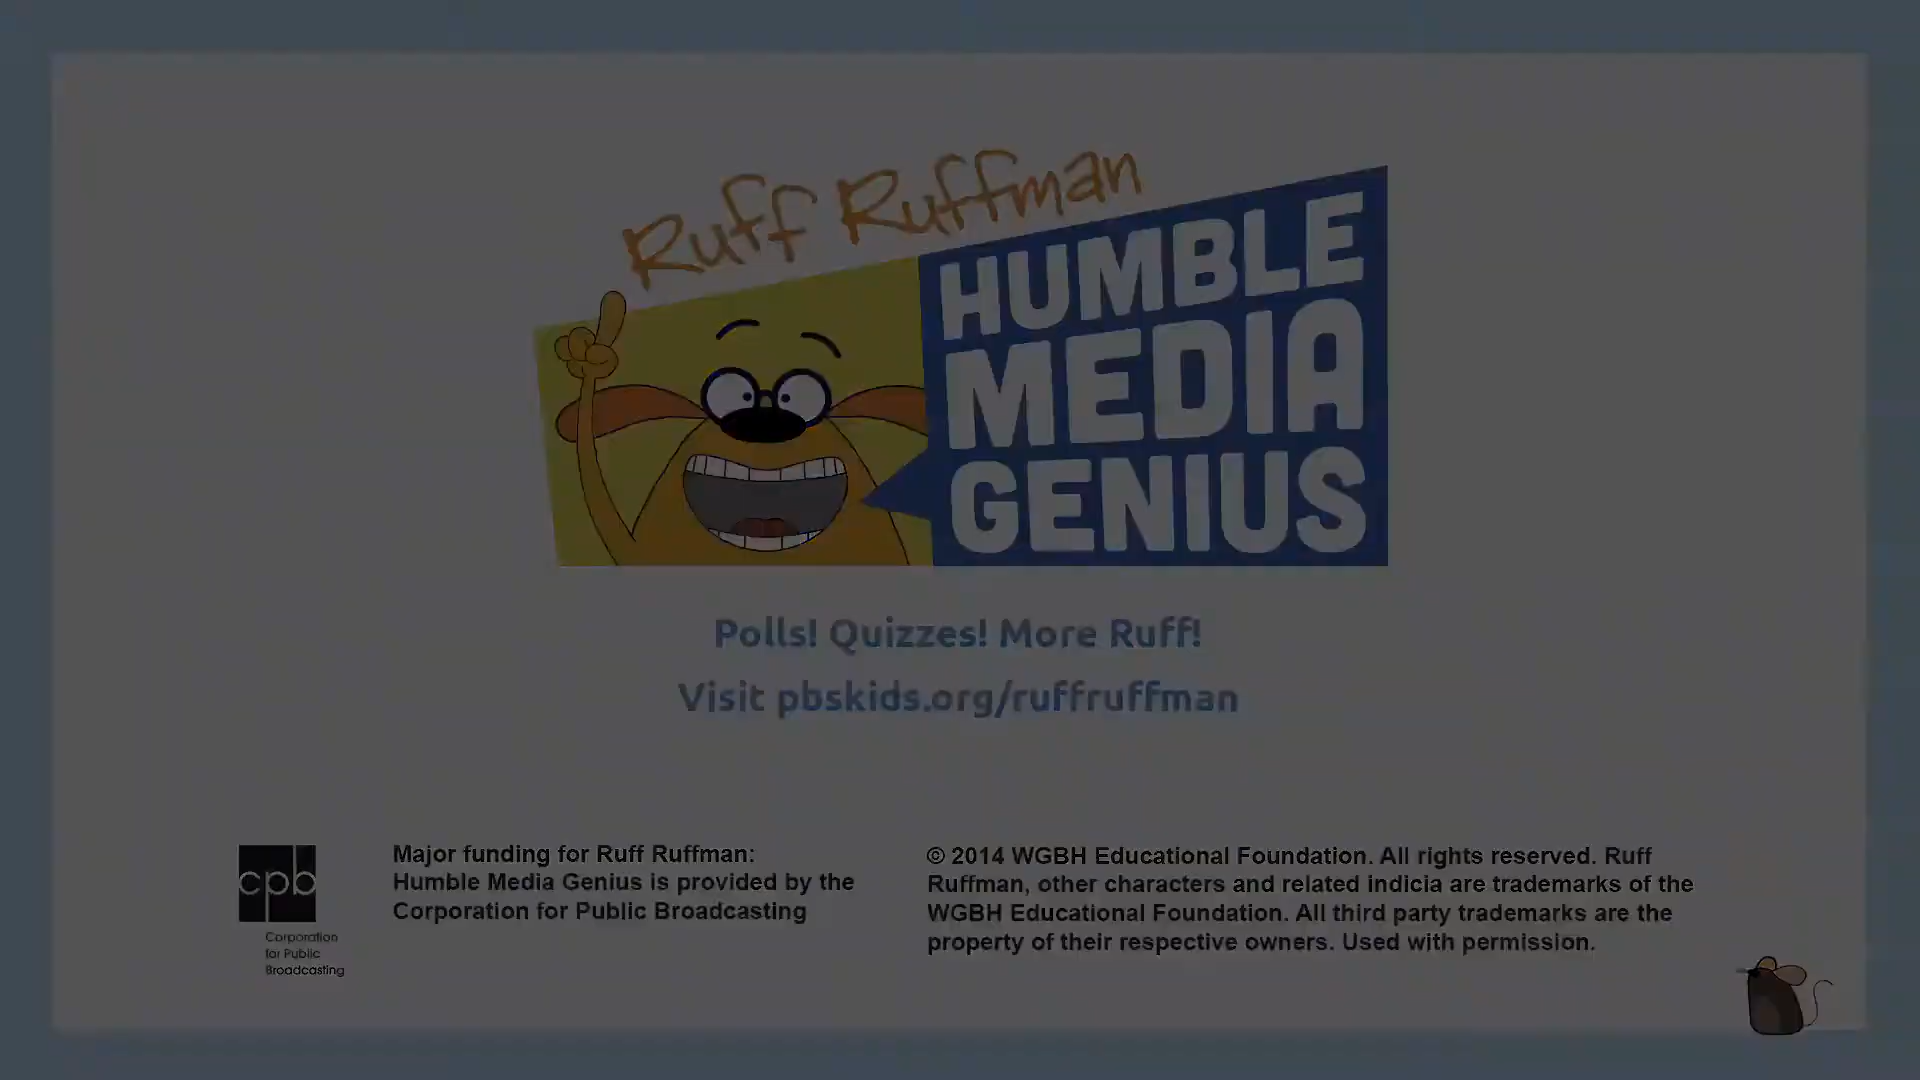 Ruff Ruffman
HUMBLE
MEDIA
GENIUS
Polls! Quizzes! More Ruff!
Visit pbskids.org/ruffruffman
cpb
Corporation
for Public
Broadcasting
Major funding for Ruff Ruffman:
Humble Media Genius is provided by the
Corporation for Public Broadcasting
© 2014 WGBH Educational Foundation. All rights reserved. Ruff
Ruffman, other characters and related indicia are trademarks of the
WGBH Educational Foundation. All third party trademarks are the
property of their respective owners. Used with permission.